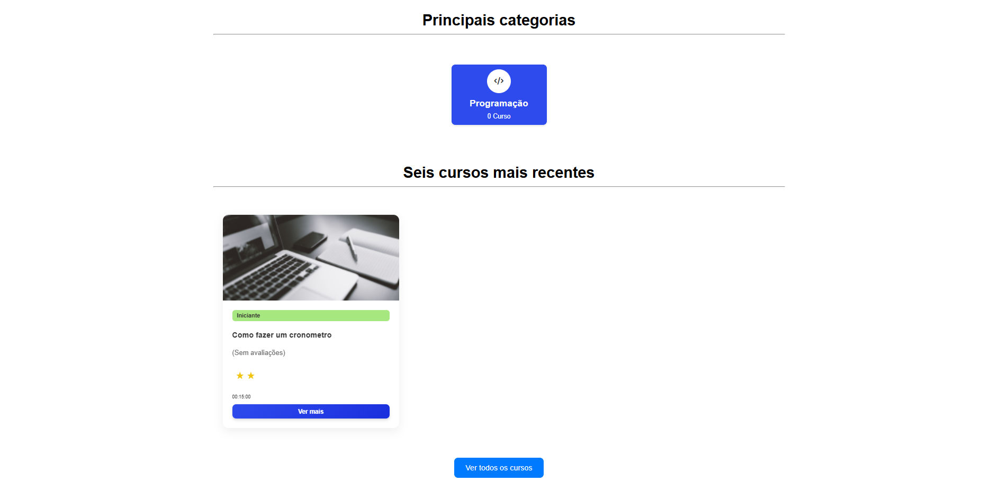 Principais categorias
</>
Programação
0 Curso
Seis cursos mais recentes
Iniciante
Como fazer um cronometro
(Sem avaliações)
★ ★
00:15:00
Ver mais
Ver todos os cursos